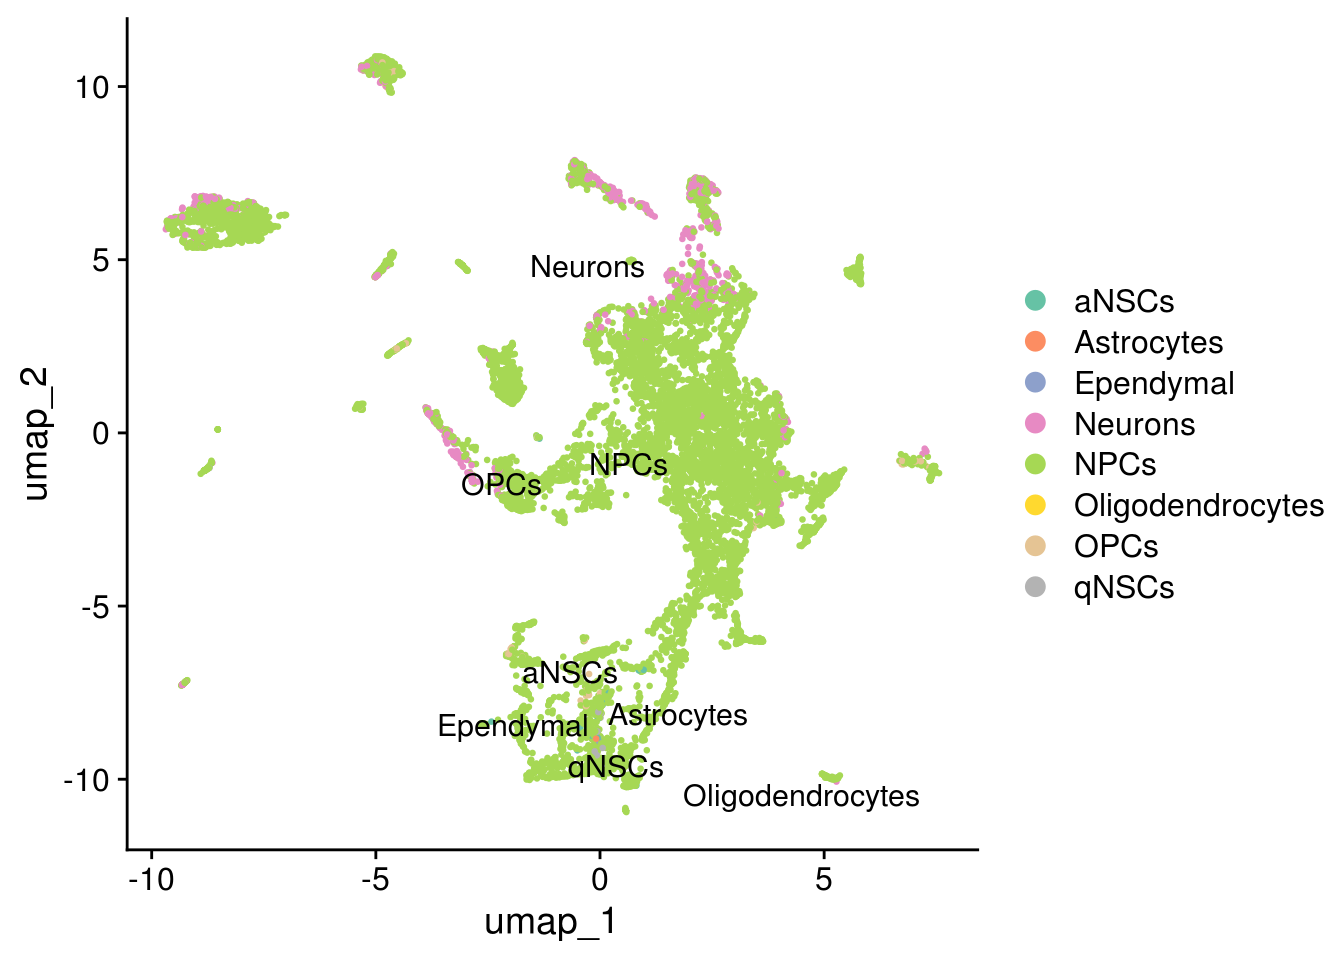 10
5
0
-5
-10
umap_2
-10
-5
0
5
umap_1
Neurons
NPCs
OPCs
aNSCs
Astrocytes
Ependymal
qNSCs
Oligodendrocytes
aNSCs
Astrocytes
Ependymal
Neurons
NPCs
Oligodendrocytes
OPCs
qNSCs